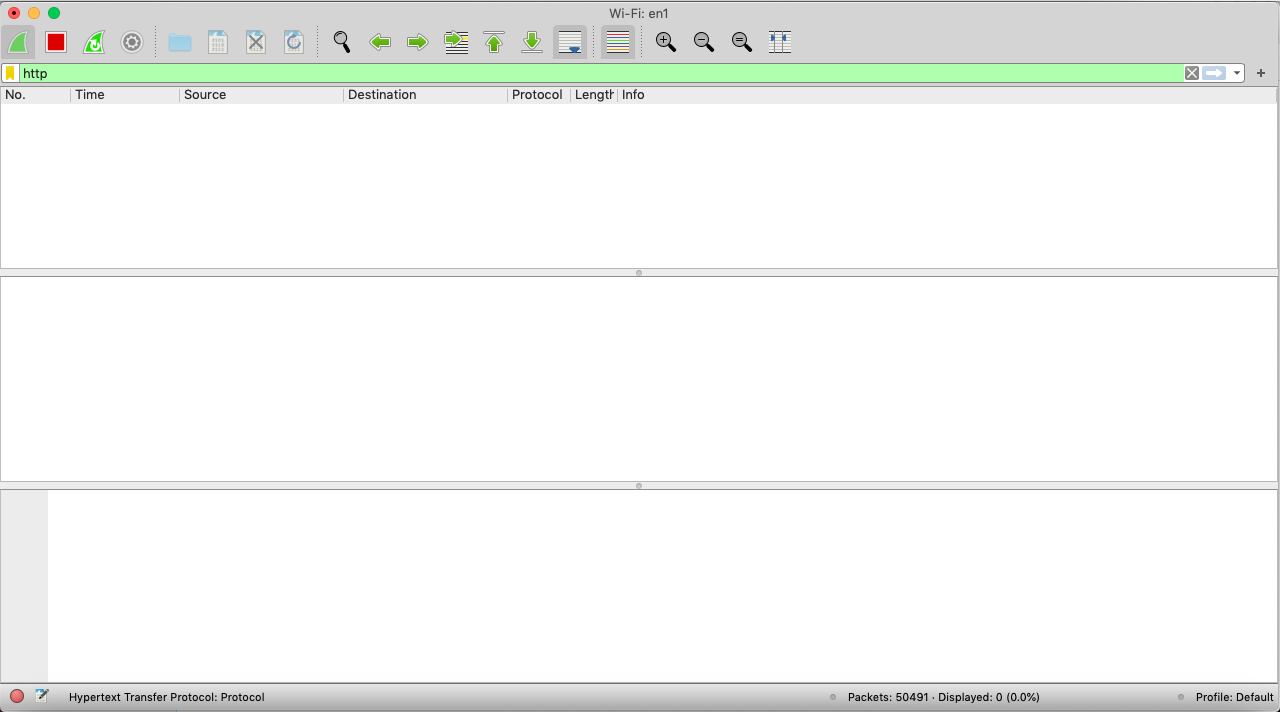 Wi-Fi: en1
http
No. Time Source Destination Protocol Length Info
Hypertext Transfer Protocol: Protocol Packets: 50491 · Displayed: 0 (0.0%) Profile: Default